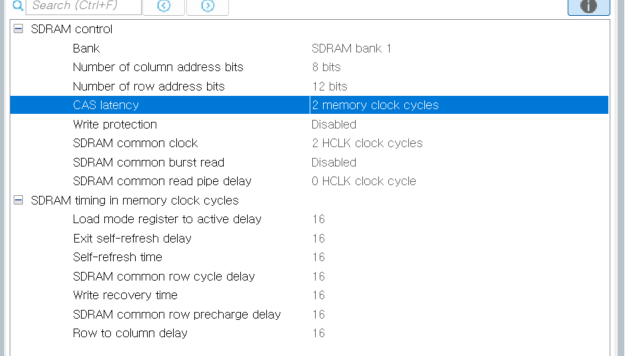 Search (Ctrl+F)
SDRAM control
Bank SDRAM bank 1
Number of column address bits 8 bits
Number of row address bits 12 bits
CAS latency 2 memory clock cycles
Write protection Disabled
SDRAM common clock 2 HCLK clock cycles
SDRAM common burst read Disabled
SDRAM common read pipe delay 0 HCLK clock cycle
SDRAM timing in memory clock cycles
Load mode register to active delay 16
Exit self-refresh delay 16
Self-refresh time 16
SDRAM common row cycle delay 16
Write recovery time 16
SDRAM common row precharge delay 16
Row to column delay 16